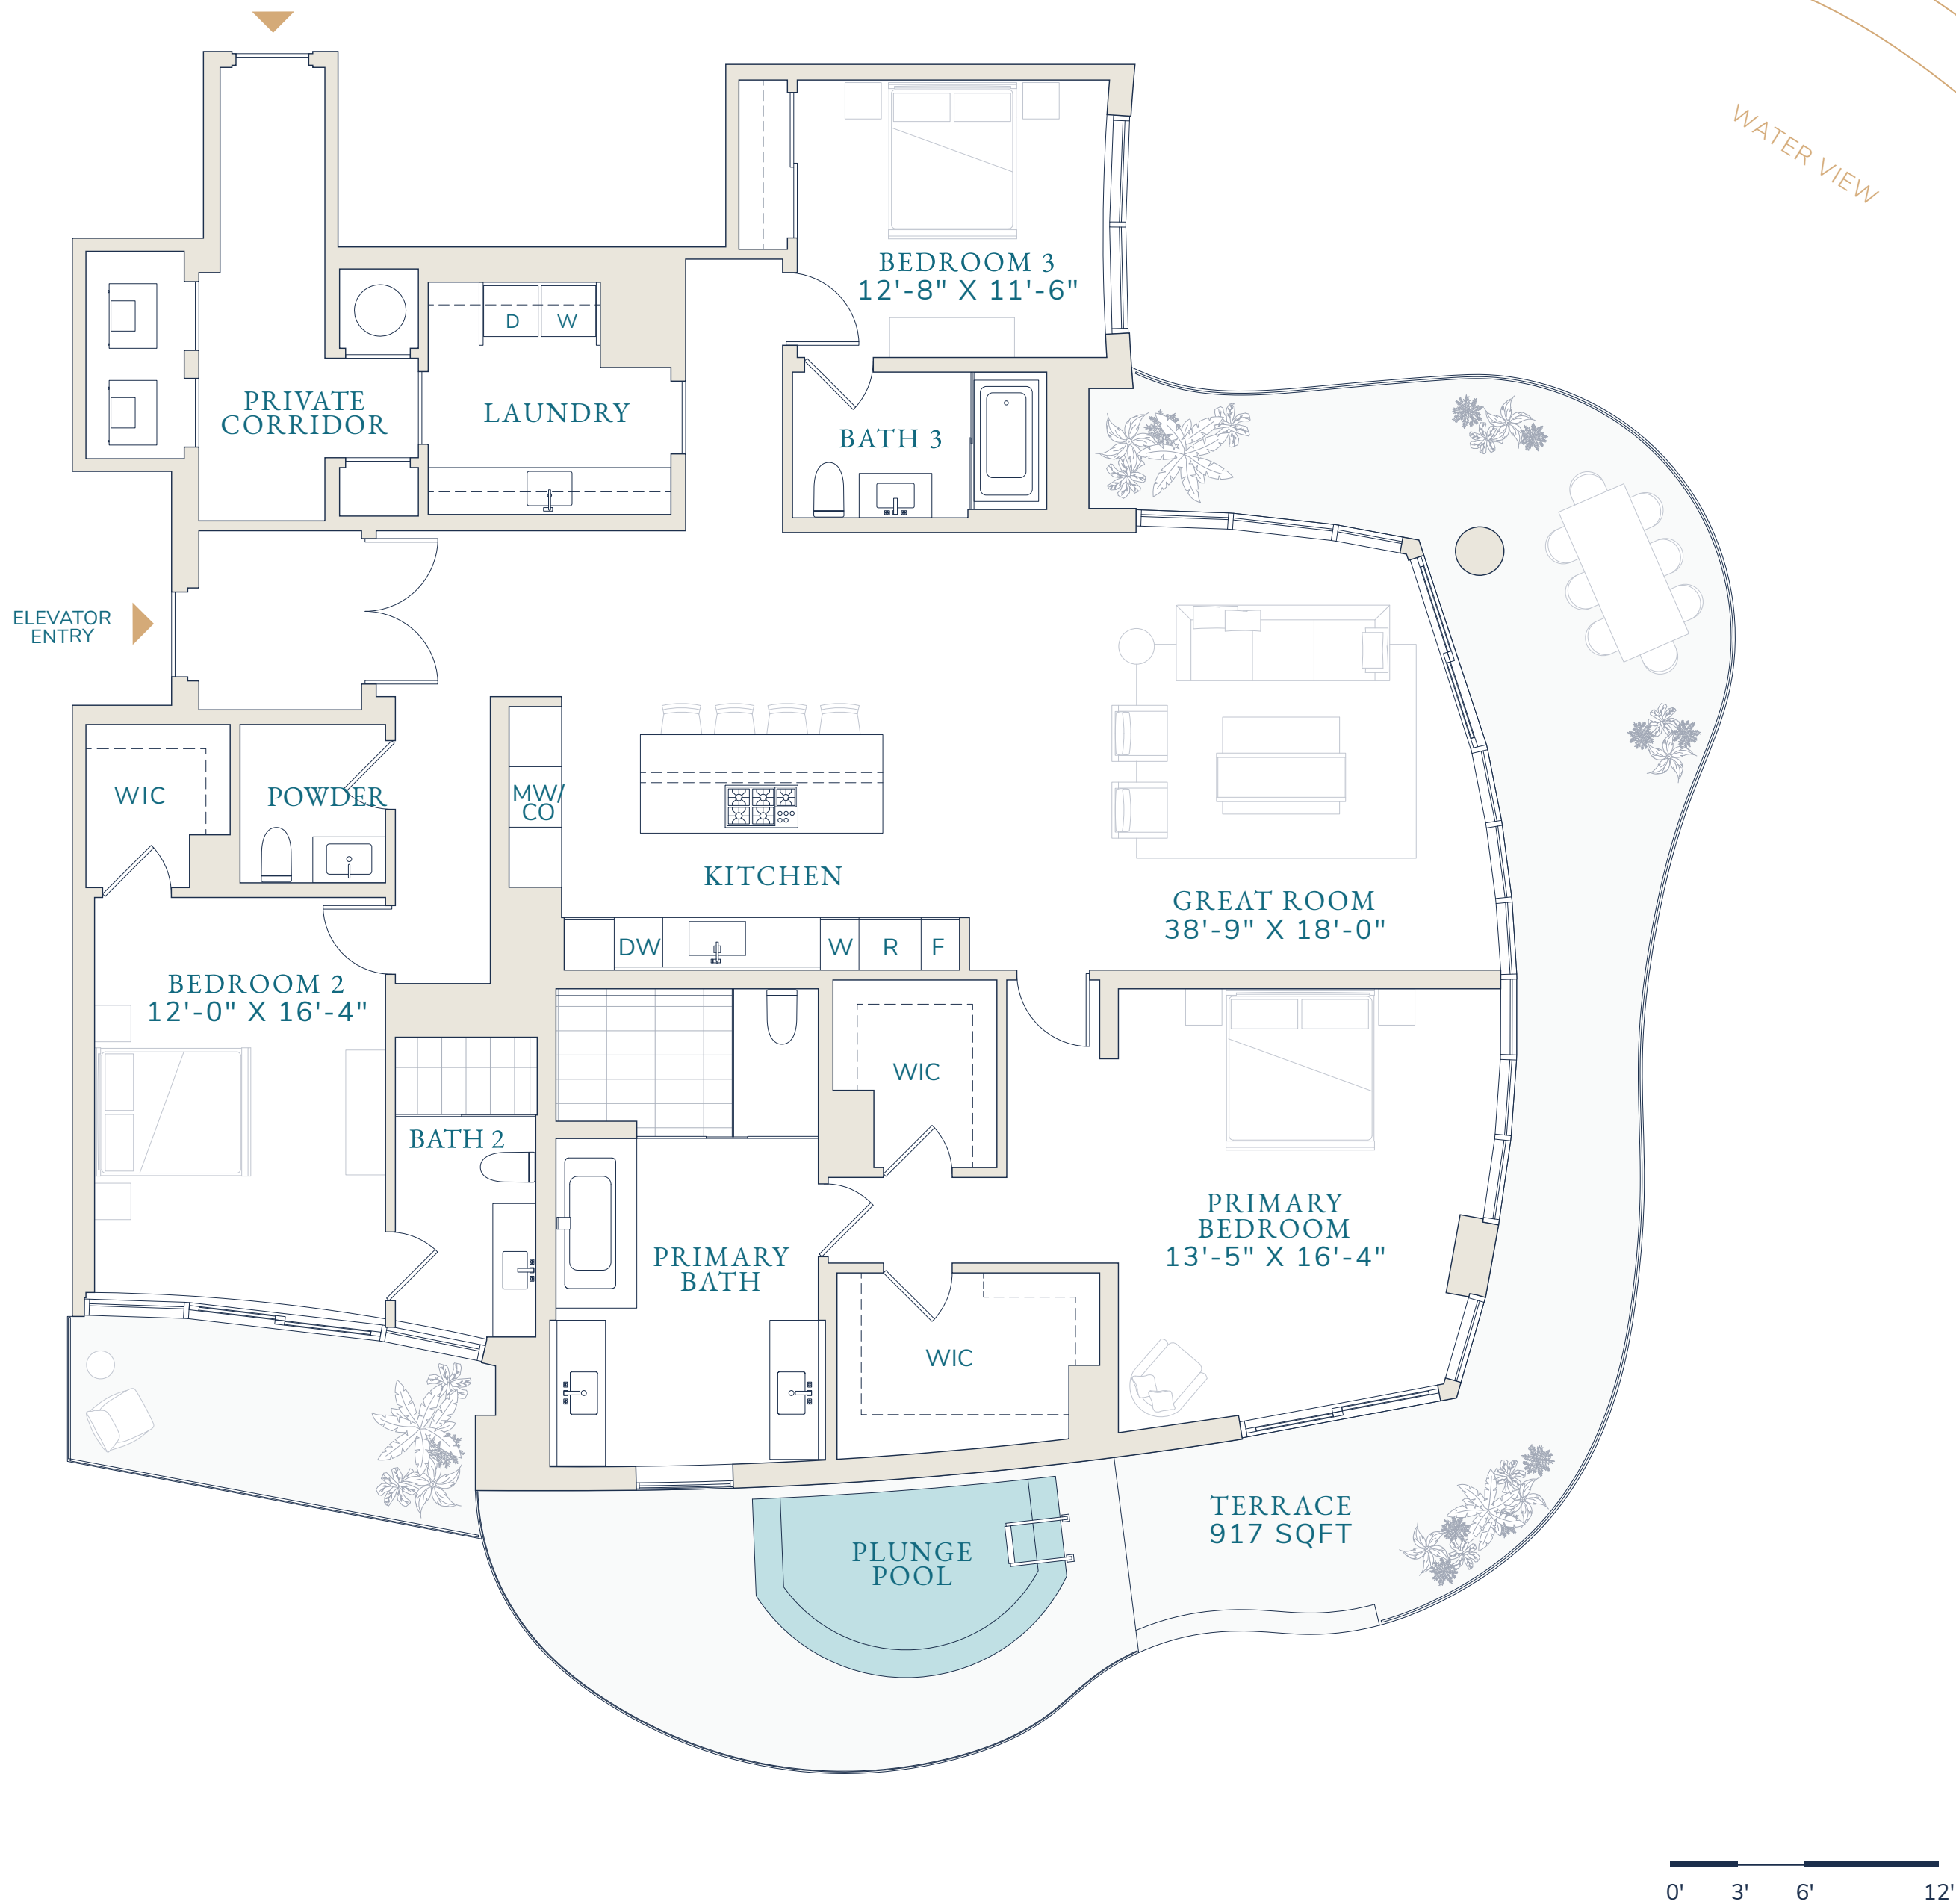 WATER VIEW
BEDROOM 3
12'-8" X 11'-6"
D
W
PRIVATE
CORRIDOR
LAUNDRY
BATH 3
ELEVATOR
ENTRY
WIC
POWDER
MW/
CO
KITCHEN
GREAT ROOM
38'-9" X 18'-0"
DW
W
R
F
BEDROOM 2
12'-0" X 16'-4"
WIC
BATH 2
PRIMARY
BEDROOM
13'-5" X 16'-4"
PRIMARY
BATH
WIC
TERRACE
917 SQFT
PLUNGE
POOL
0'
3'
6'
12'